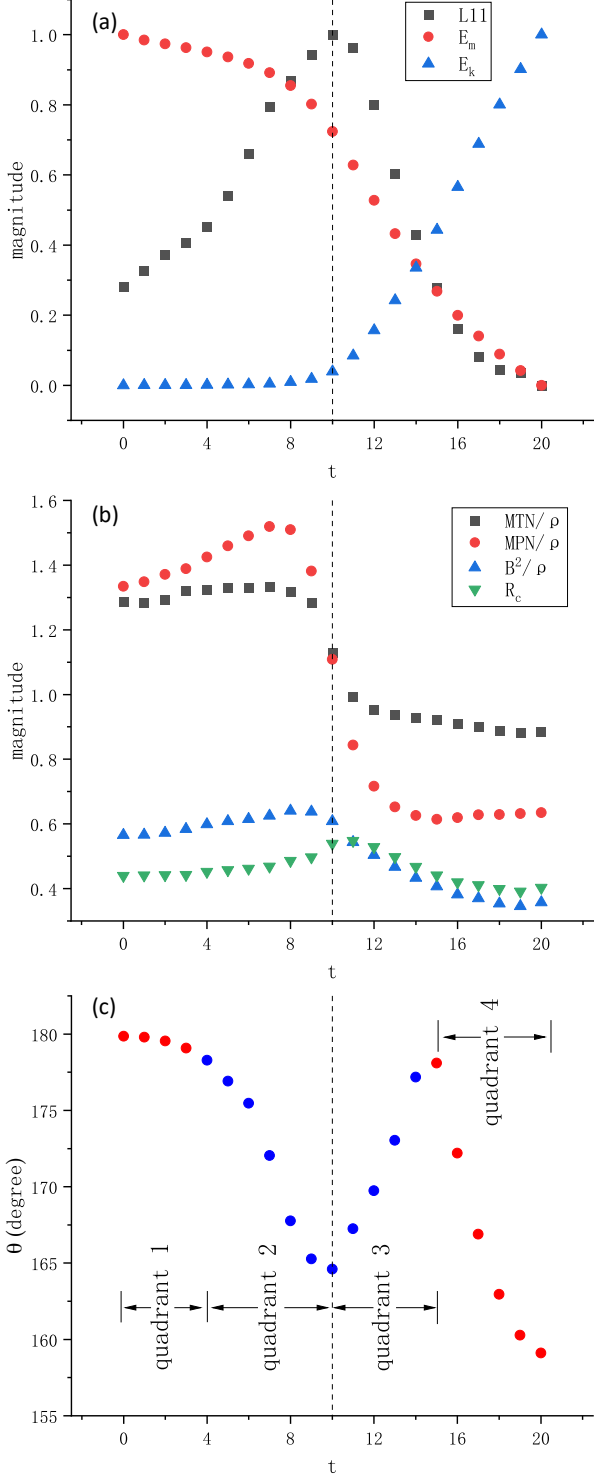 (a)
L11
E_m
E_k
magnitude
1.0
0.8
0.6
0.4
0.2
0.0
0 4 8 12 16 20
t
(b)
MTN/ρ
MPN/ρ
B²/ρ
R_c
magnitude
1.6
1.4
1.2
1.0
0.8
0.6
0.4
0 4 8 12 16 20
t
(c)
quadrant 4
θ (degree)
180
175
170
165
160
155
quadrant 1
quadrant 2
quadrant 3
0 4 8 12 16 20
t